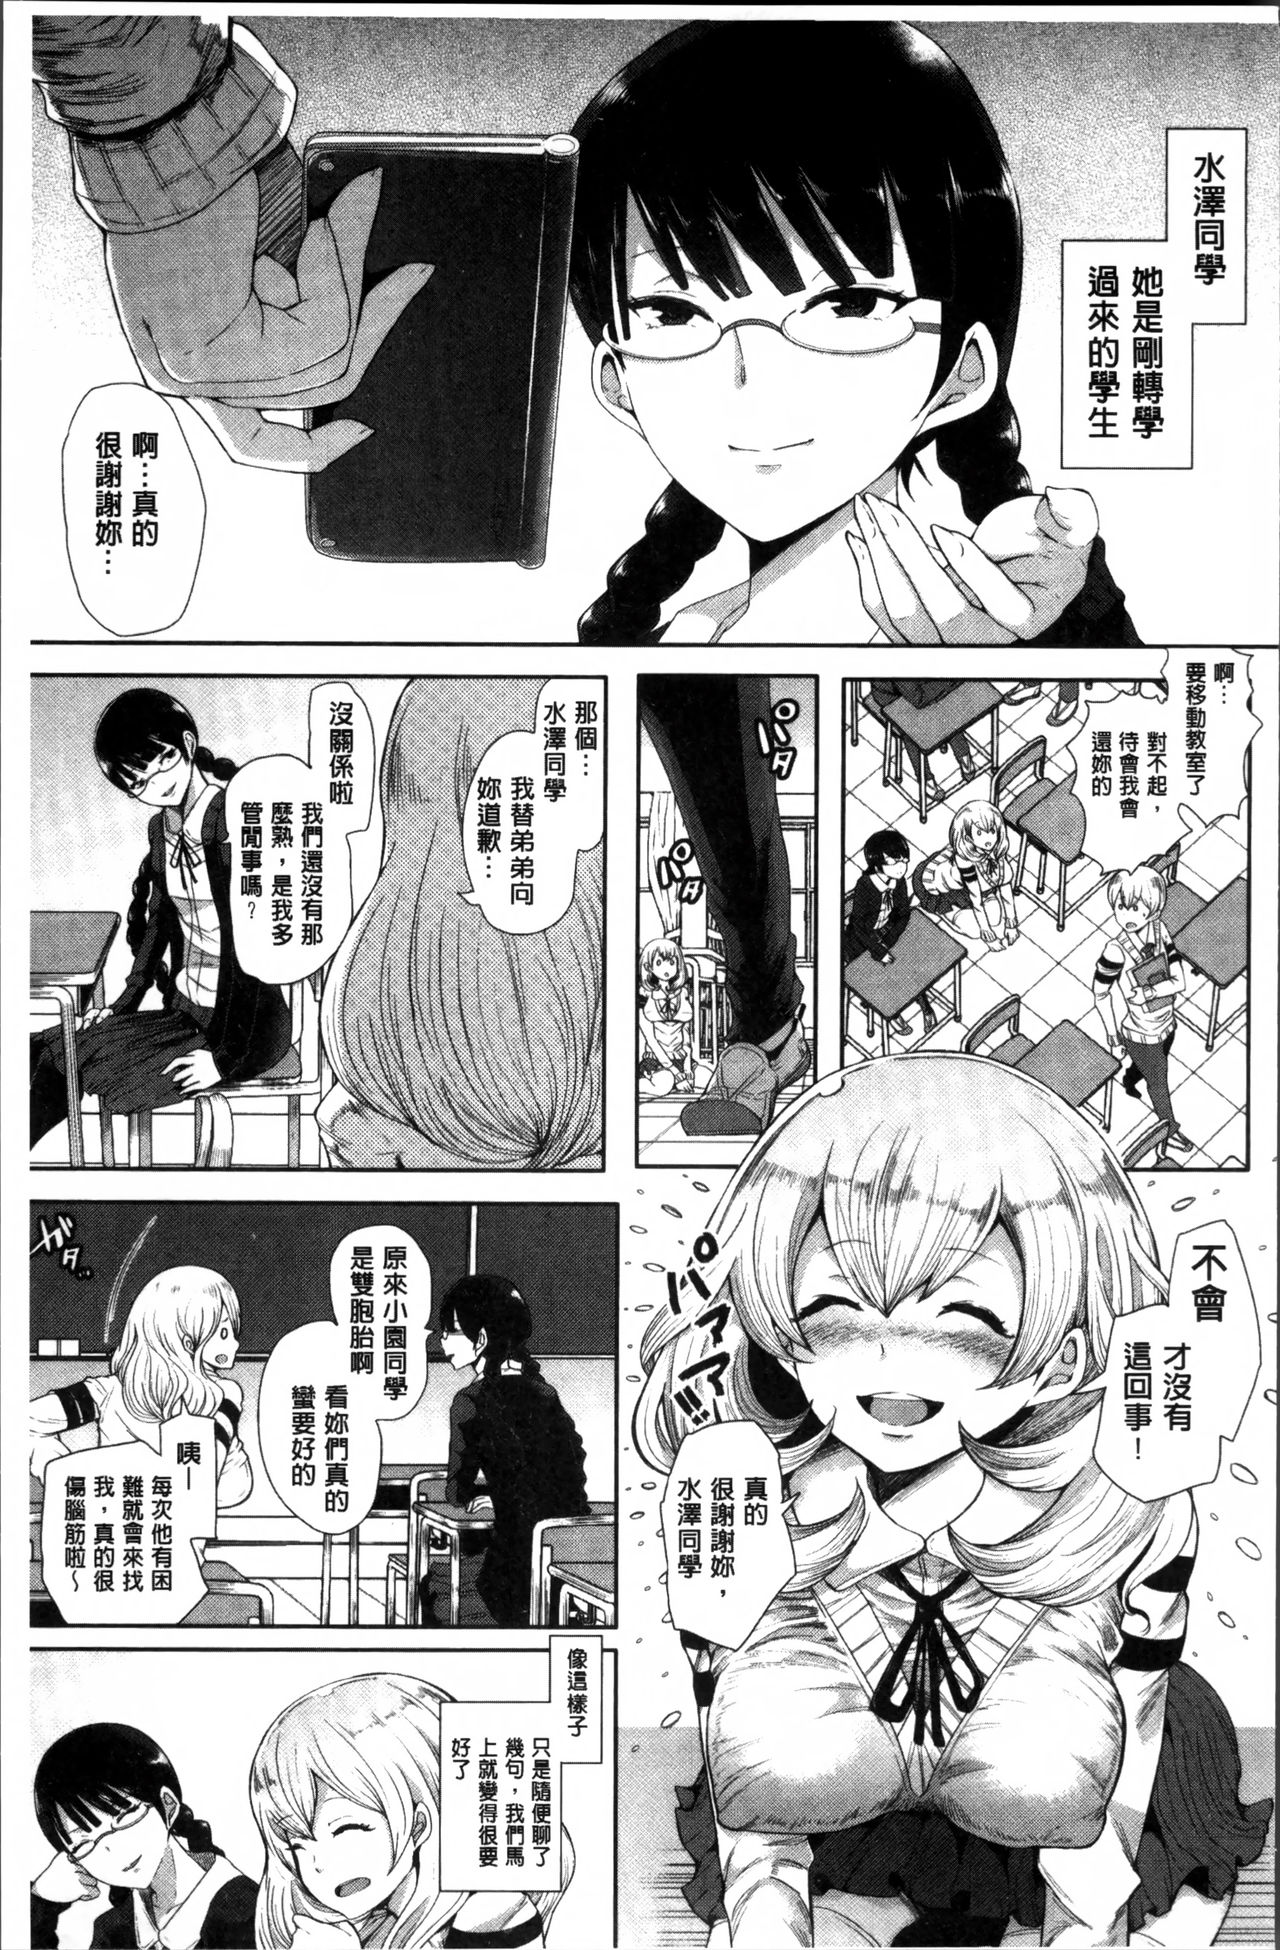 水澤同學
她是剛轉學
過來的學生
啊…真的
很謝謝妳…
啊…
要移動教室了
對不起，
待會我會
還妳的
パタ
パタ
那個…
水澤同學
我替弟弟向
妳道歉…
沒關係啦
我們還沒有那
麼熟，是我多
管閒事嗎？
不會
才沒有
這回事！
パァァァ!!
真的
很謝謝妳，
水澤同學
原來小園同學
是雙胞胎啊
看妳們真的
蠻要好的
ガタ…
咦—
每次他有困
難就會來找
我，真的很
傷腦筋啦～
像這樣子
只是隨便聊了
幾句，我們馬
上就變得很要
好了